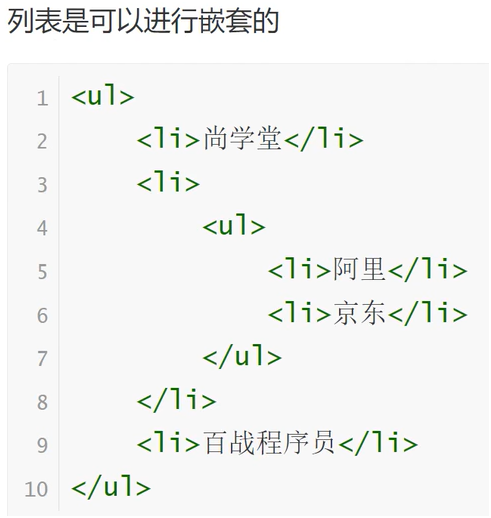 列表是可以进行嵌套的
1 <ul>
2 <li>尚学堂</li>
3 <li>
4 <ul>
5 <li>阿里</li>
6 <li>京东</li>
7 </ul>
8 </li>
9 <li>百战程序员</li>
10 </ul>